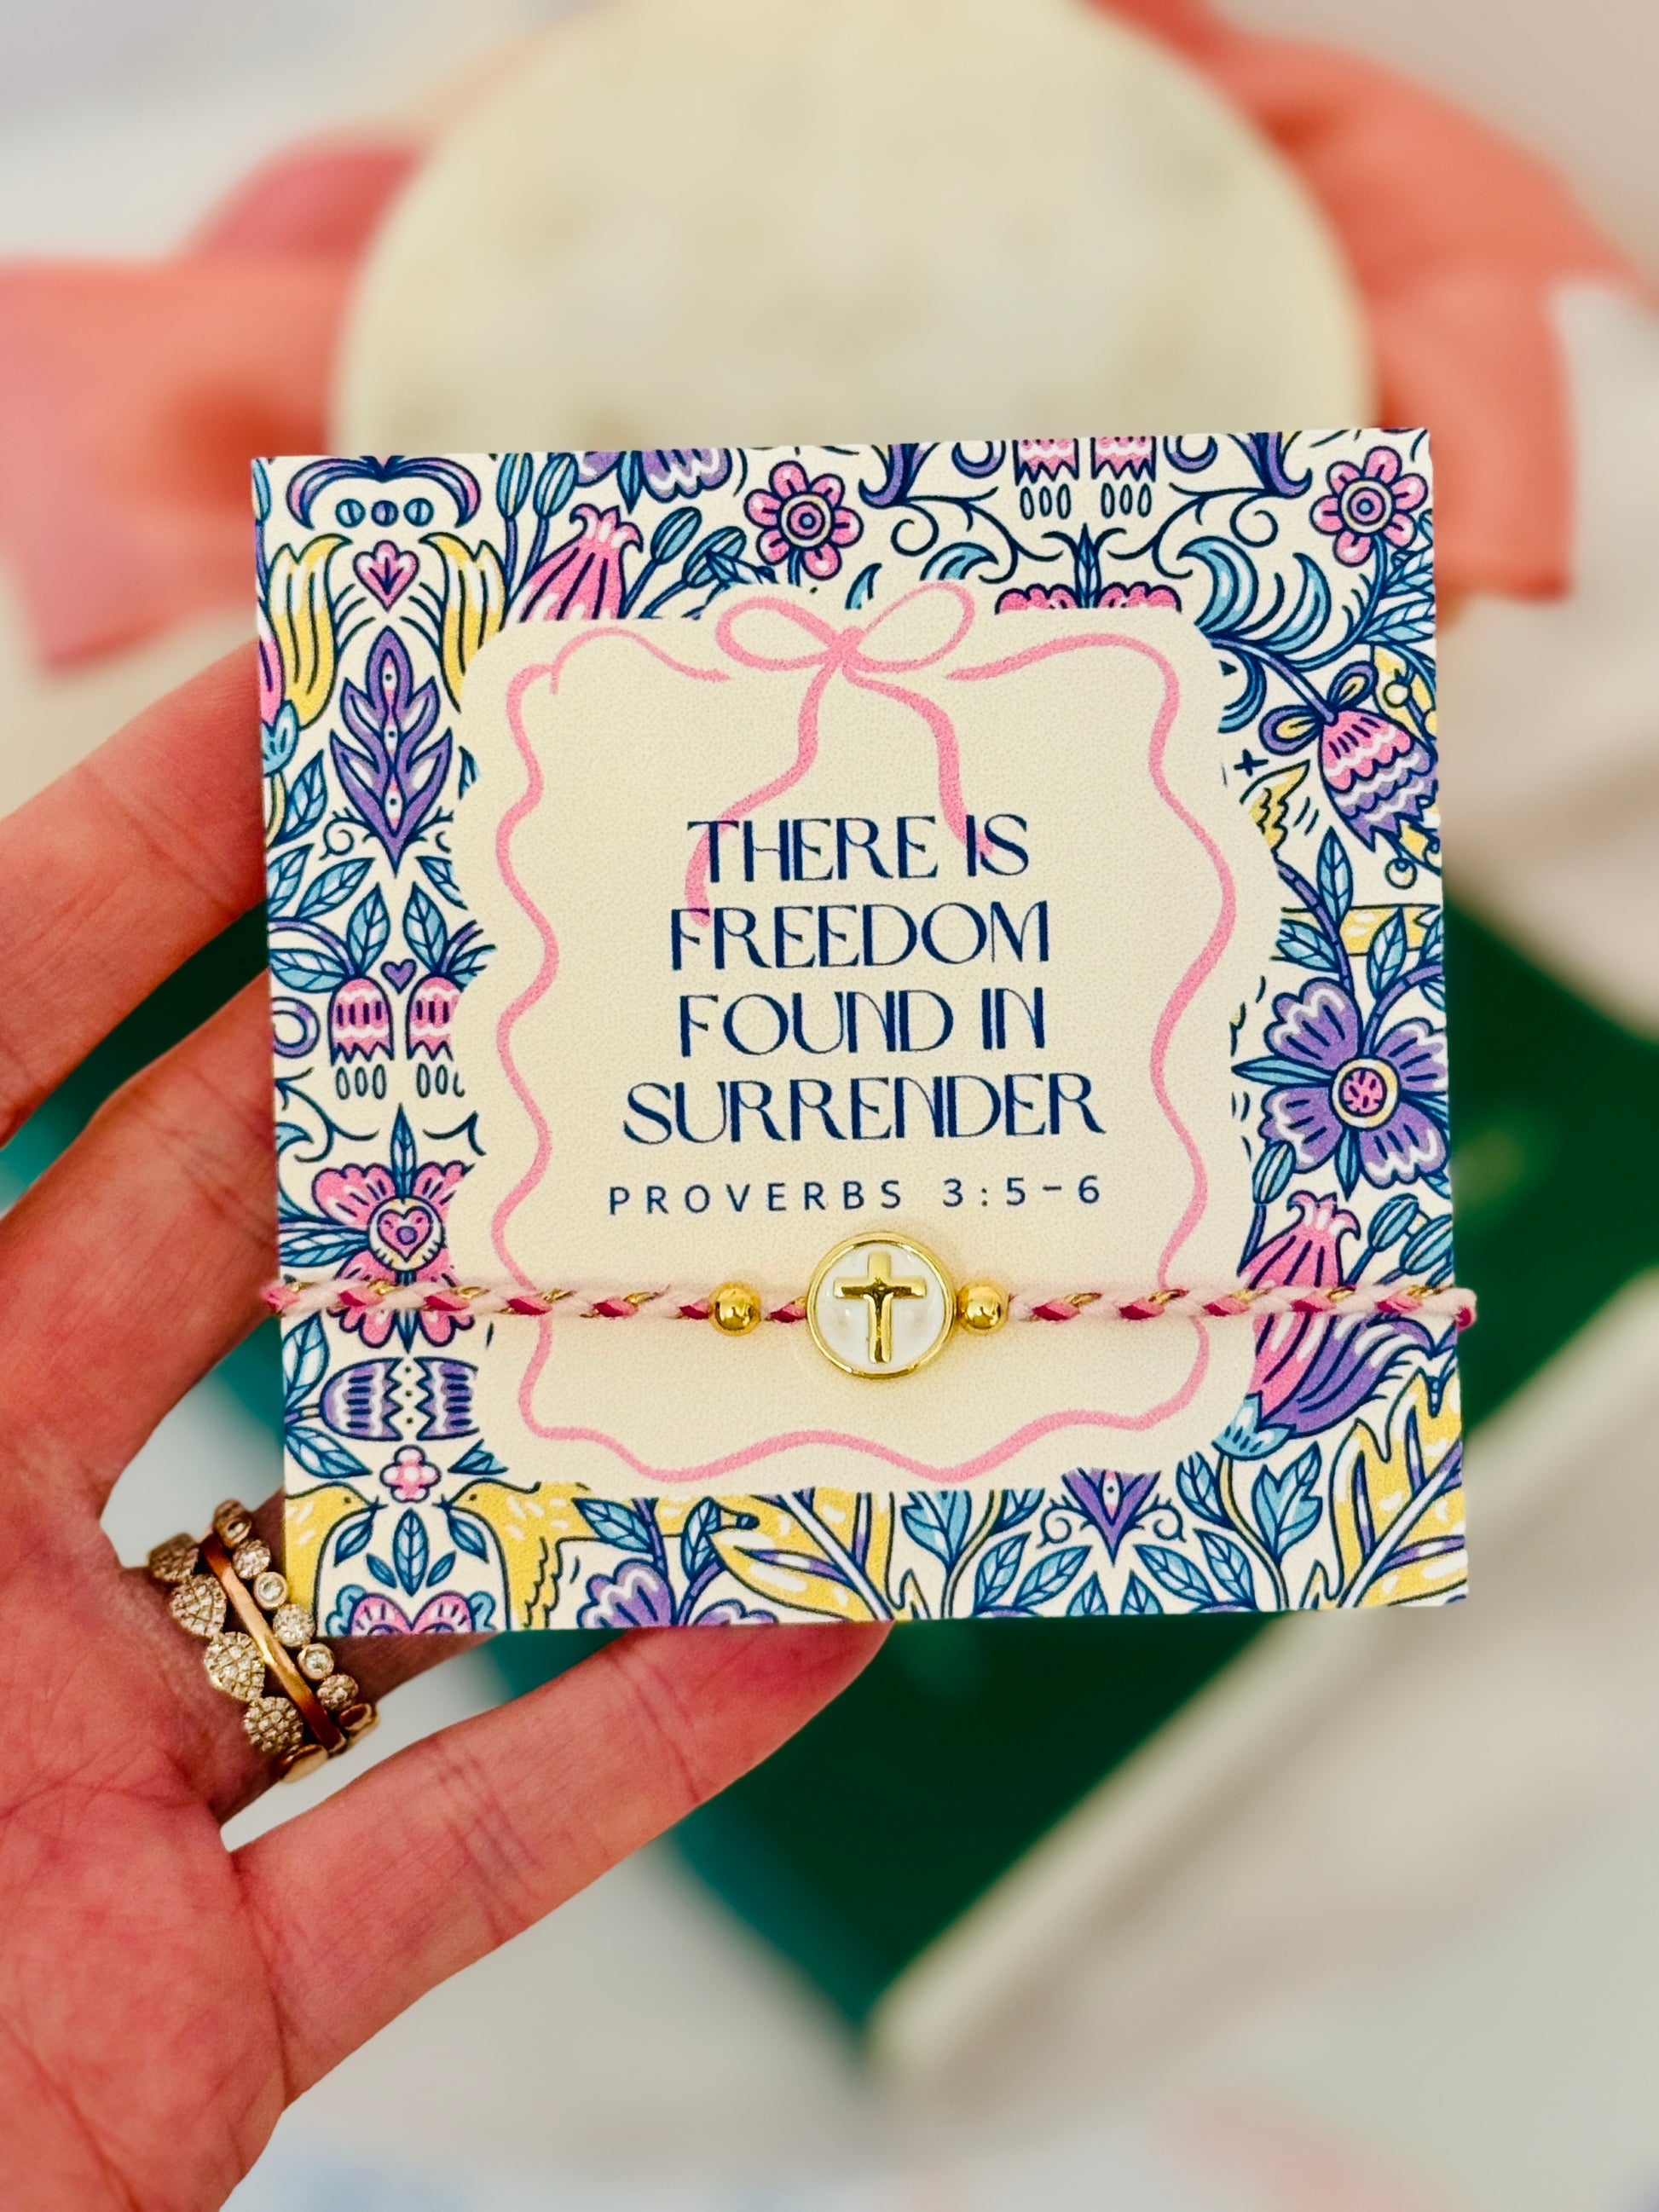 THERE IS
FREEDOM
FOUND IN
SURRENDER
PROVERBS 3:5-6